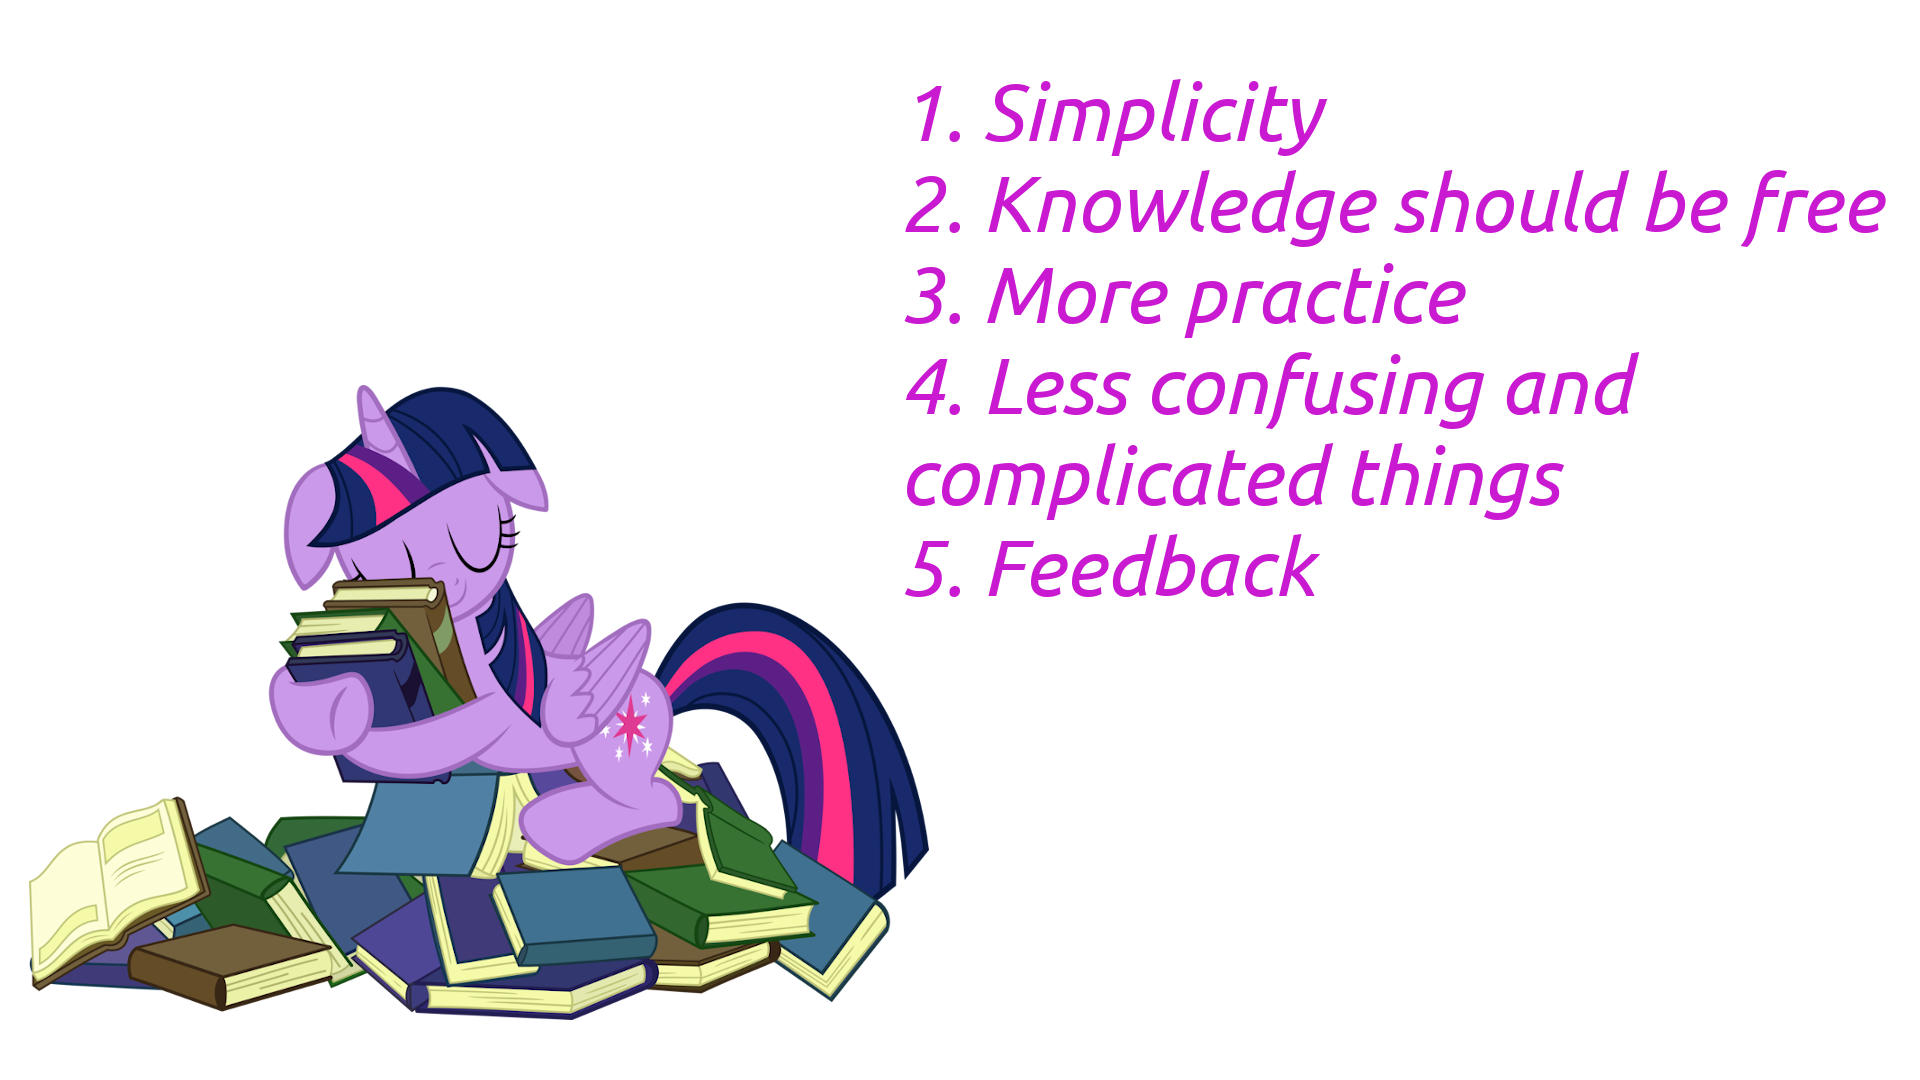 1. Simplicity
2. Knowledge should be free
3. More practice
4. Less confusing and
complicated things
5. Feedback